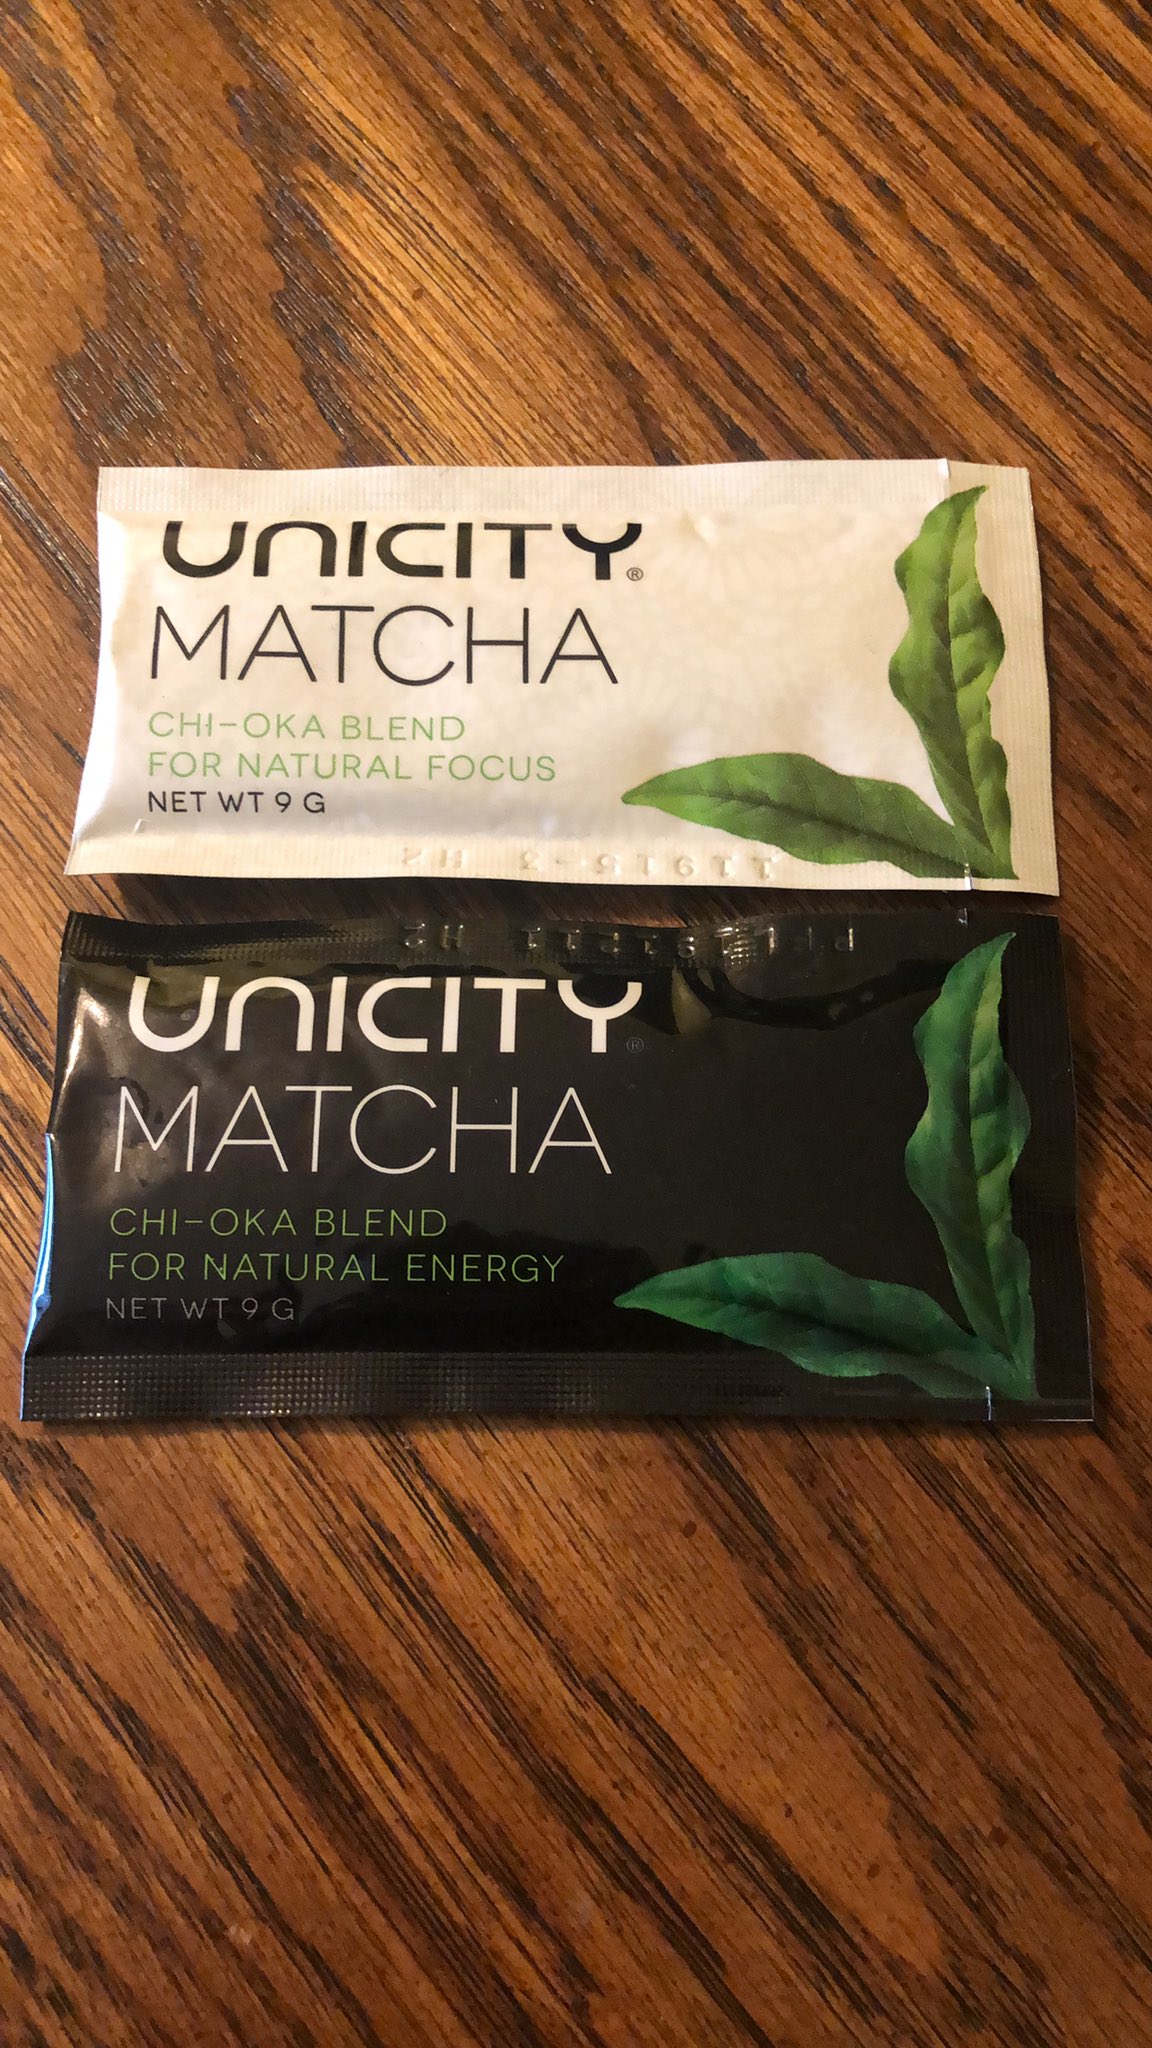 UNICITY®
MATCHA
CHI-OKA BLEND
FOR NATURAL FOCUS
NET WT 9 G
UNICITY®
MATCHA
CHI-OKA BLEND
FOR NATURAL ENERGY
NET WT 9 G